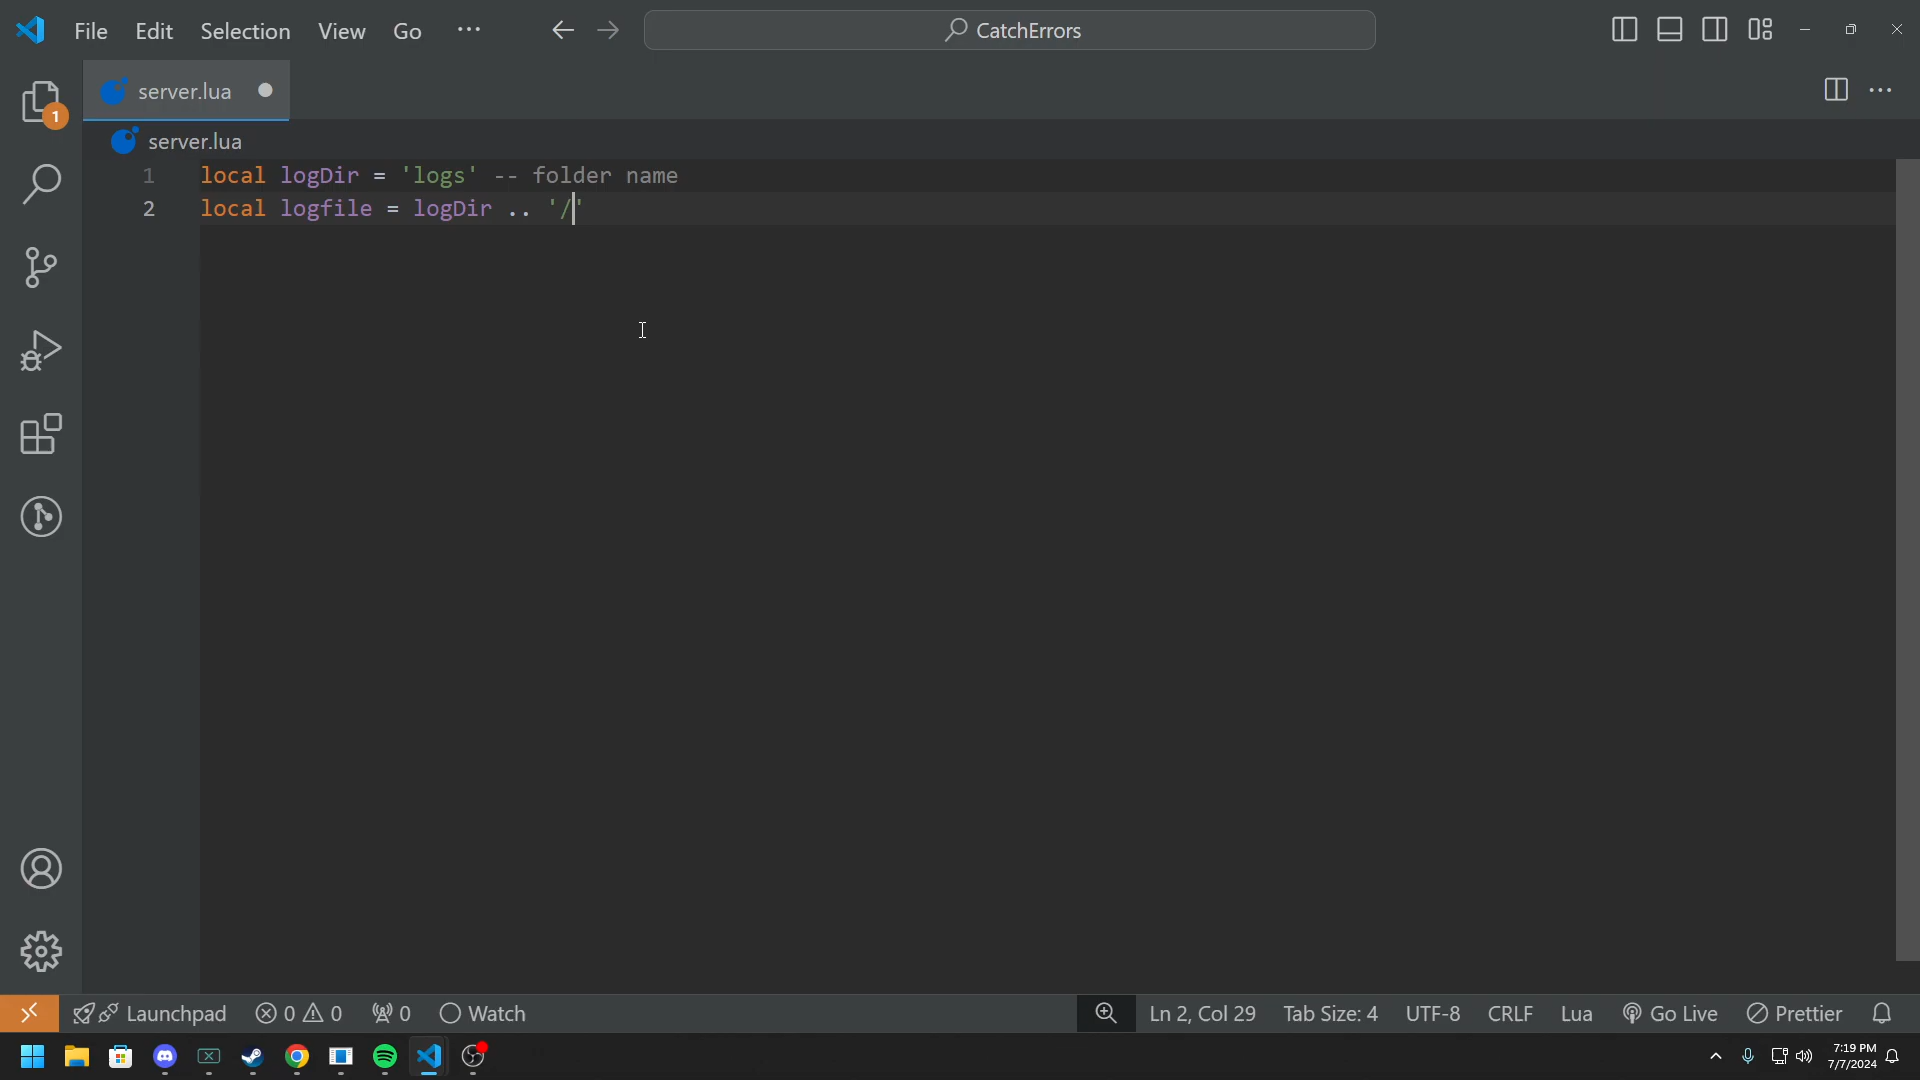 File Edit Selection View Go ··· CatchErrors
server.lua
server.lua
1 local logDir = 'logs' -- folder name
2 local logfile = logDir .. '/'
1
Launchpad 0 0 0 Watch Ln 2, Col 29 Tab Size: 4 UTF-8 CRLF Lua Go Live Prettier
7:19 PM
7/7/2024